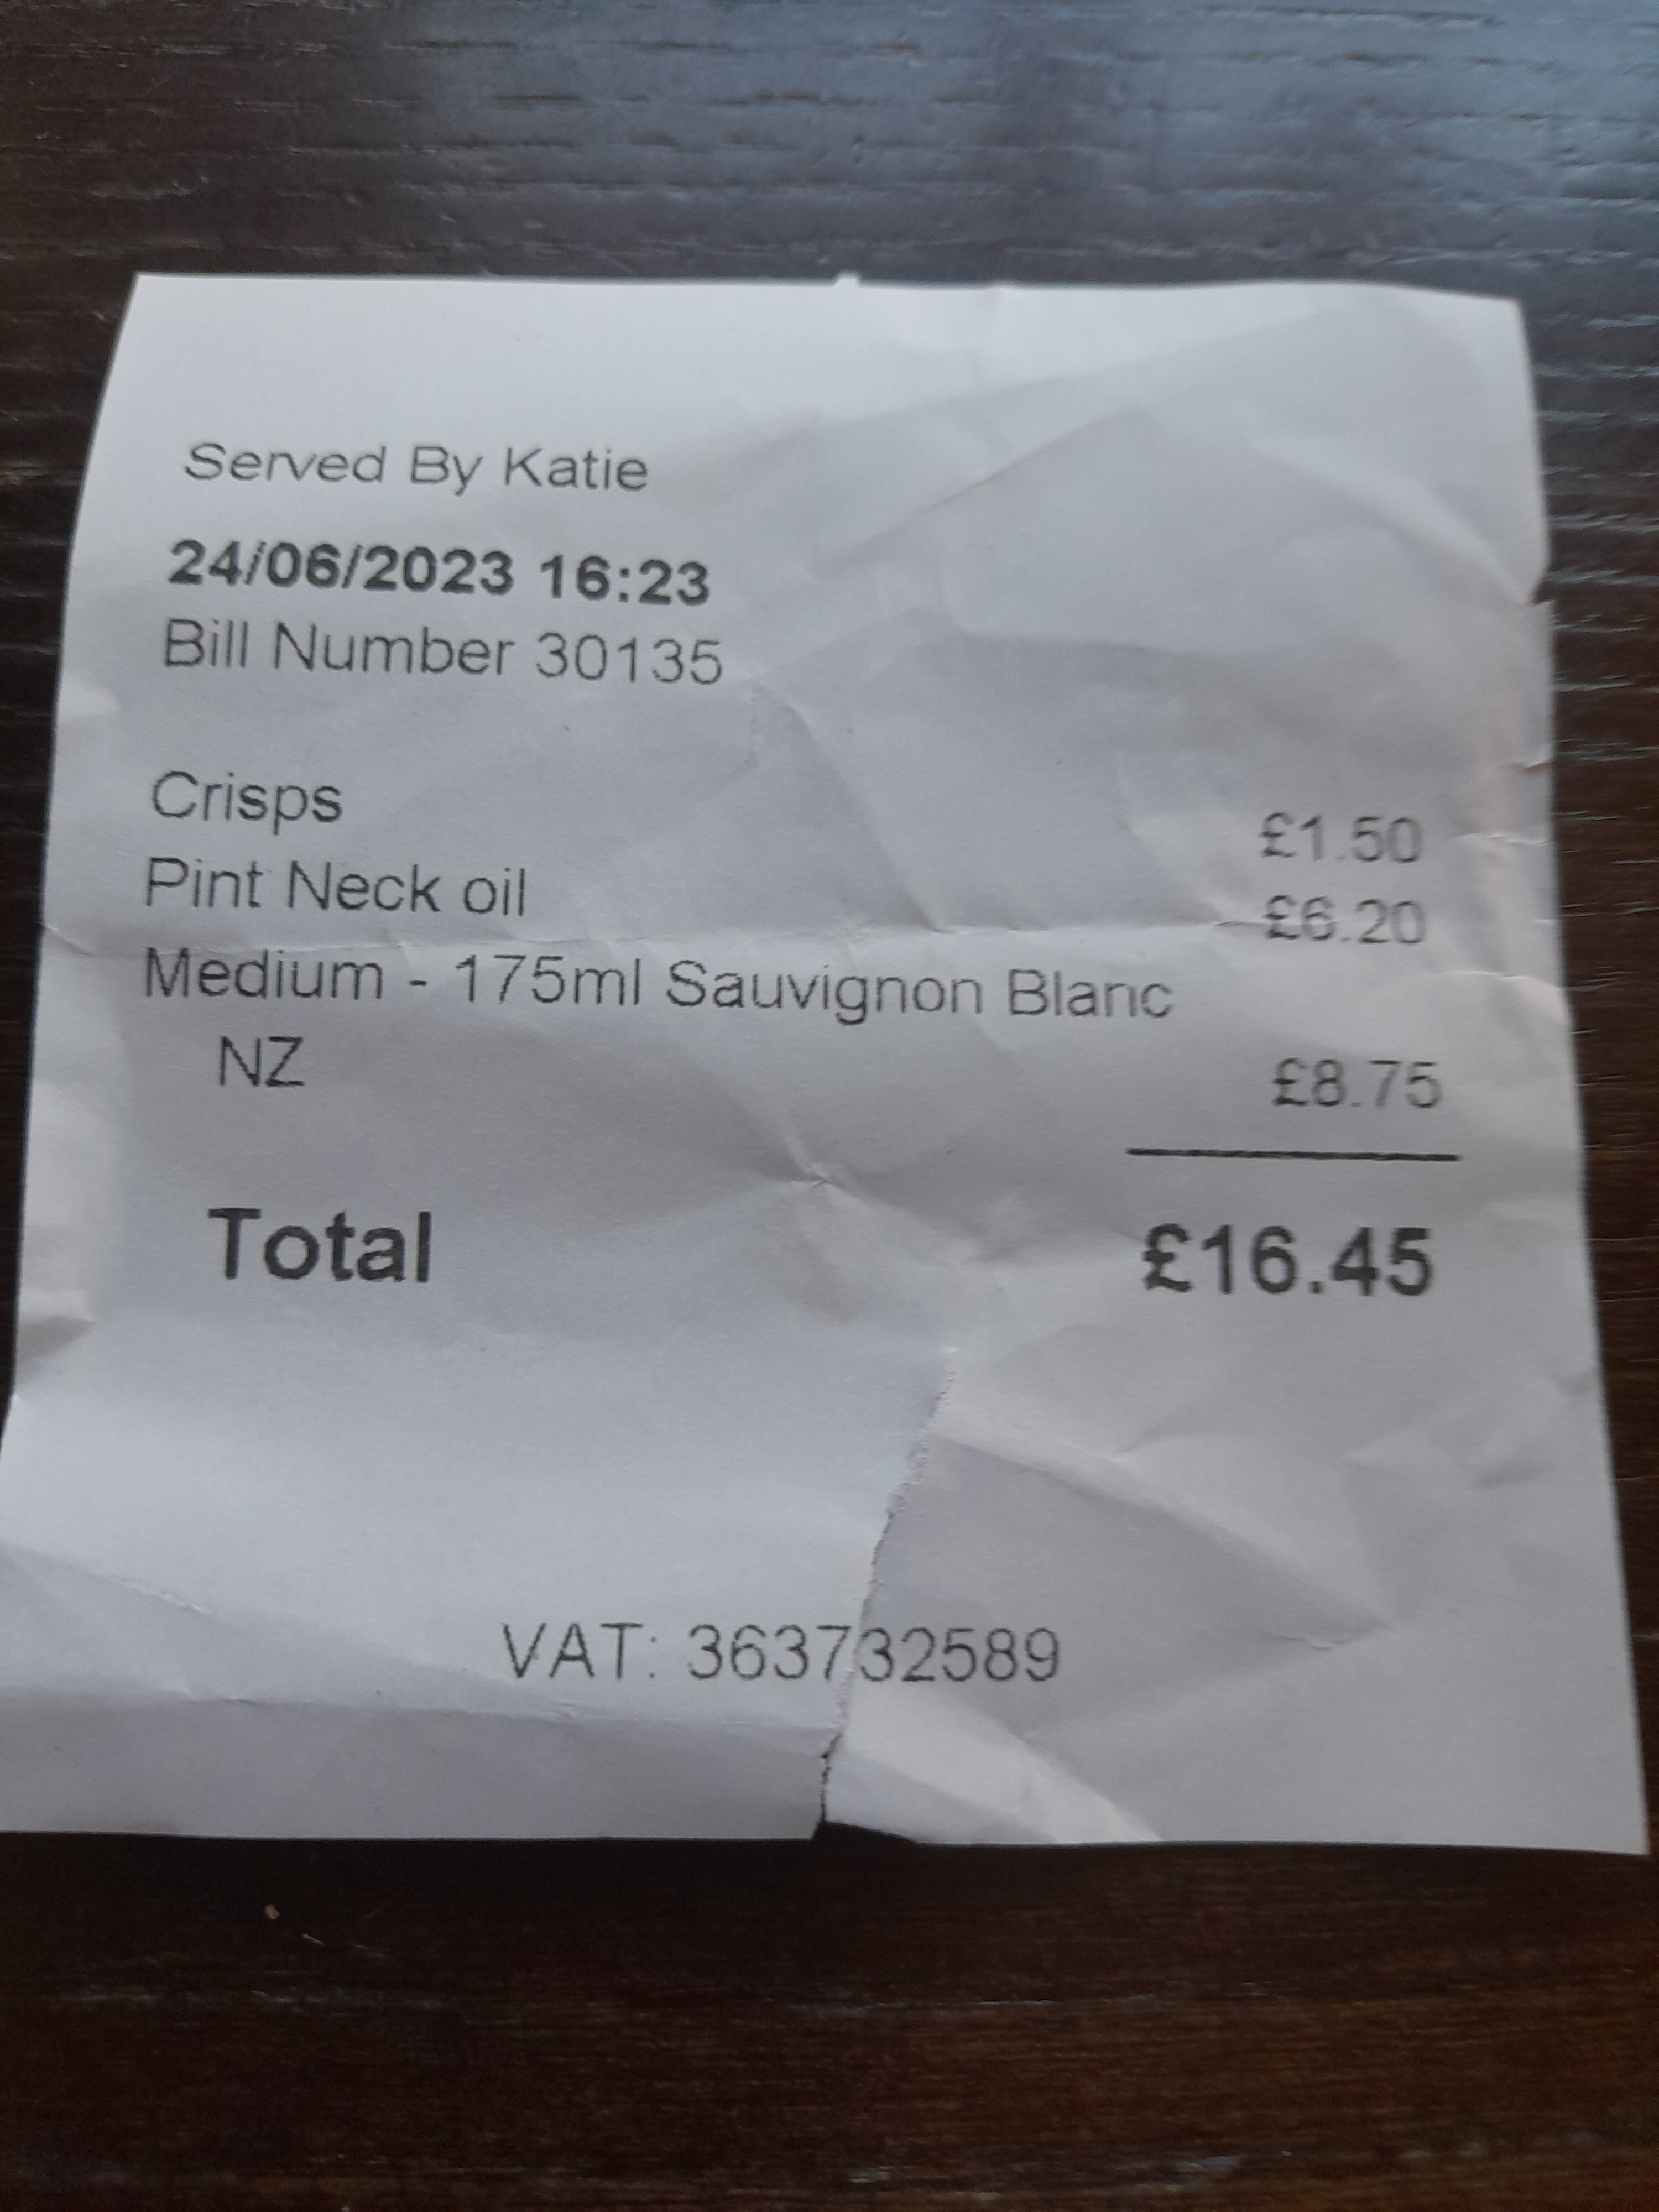 Served By Katie
24/06/2023 16:23
Bill Number 30135
Crisps £1.50
Pint Neck oil £6.20
Medium - 175ml Sauvignon Blanc
NZ £8.75
Total £16.45
VAT: 363732589